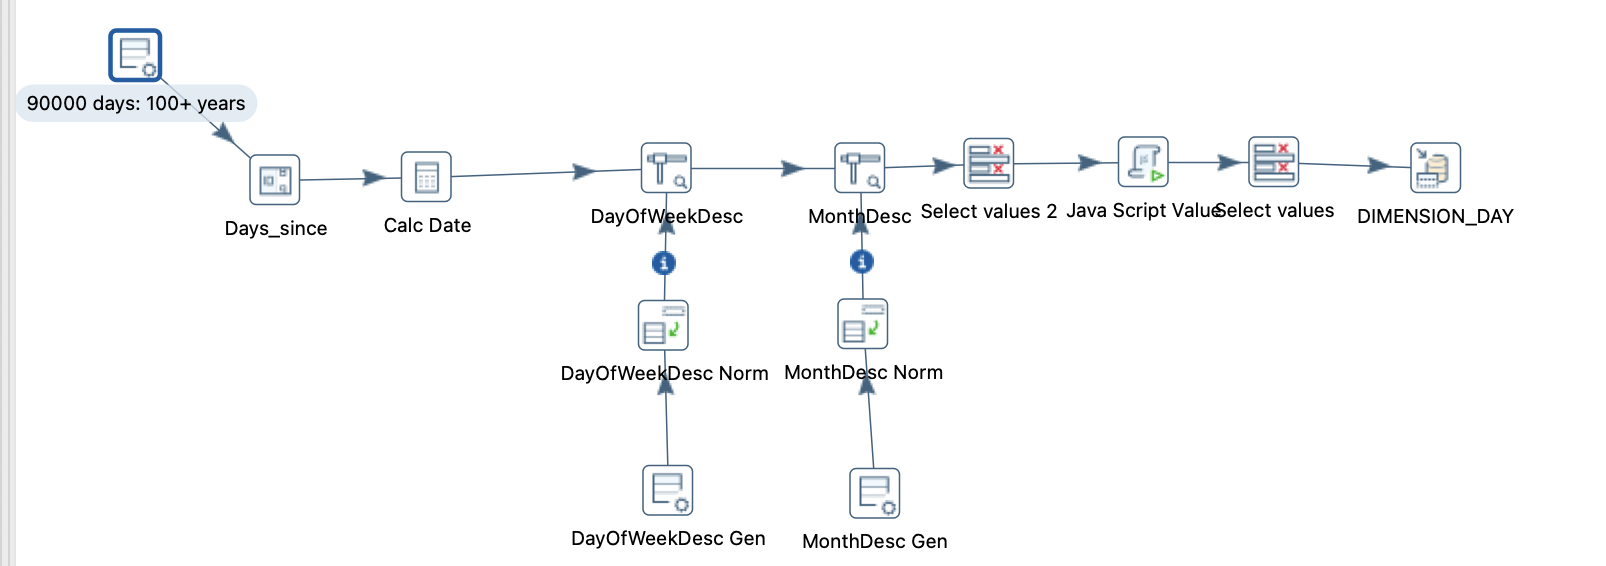 90000 days: 100+ years
Days_since
Calc Date
DayOfWeekDesc
MonthDesc
Select values 2
Java Script Value
Select values
DIMENSION_DAY
DayOfWeekDesc Norm
MonthDesc Norm
DayOfWeekDesc Gen
MonthDesc Gen